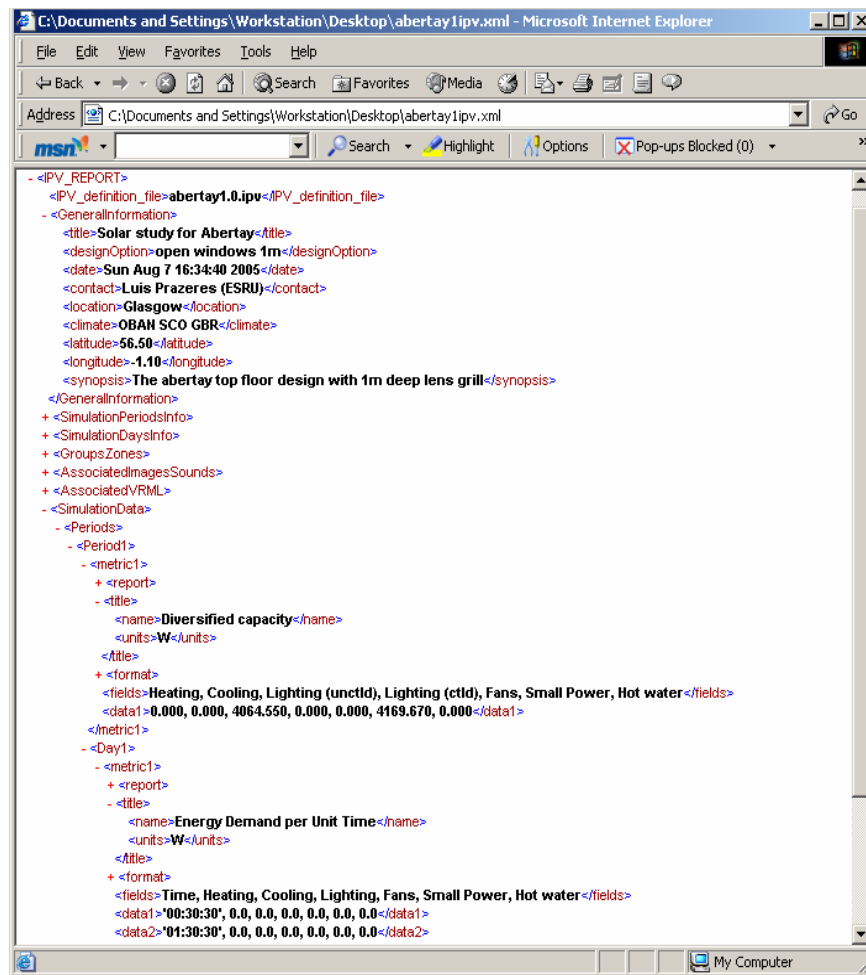 C:\Documents and Settings\Workstation\Desktop\abertay1ipv.xml - Microsoft Internet Explorer
File Edit View Favorites Tools Help
Back Search Favorites Media
Address C:\Documents and Settings\Workstation\Desktop\abertay1ipv.xml Go
msn Search Highlight Options Pop-ups Blocked (0) »
- <IPV_REPORT>
<IPV_definition_file>abertay1.0.ipv</IPV_definition_file>
- <GeneralInformation>
<title>Solar study for Abertay</title>
<designOption>open windows 1m</designOption>
<date>Sun Aug 7 16:34:40 2005</date>
<contact>Luis Prazeres (ESRU)</contact>
<location>Glasgow</location>
<climate>OBAN SCO GBR</climate>
<latitude>56.50</latitude>
<longitude>-1.10</longitude>
<synopsis>The abertay top floor design with 1m deep lens grill</synopsis>
</GeneralInformation>
+ <SimulationPeriodsInfo>
+ <SimulationDaysInfo>
+ <GroupsZones>
+ <AssociatedImagesSounds>
+ <AssociatedVRML>
- <SimulationData>
- <Periods>
- <Period1>
- <metric1>
+ <report>
- <title>
<name>Diversified capacity</name>
<units>W</units>
</title>
+ <format>
<fields>Heating, Cooling, Lighting (unctld), Lighting (ctld), Fans, Small Power, Hot water</fields>
<data1>0.000, 0.000, 4064.550, 0.000, 0.000, 4169.670, 0.000</data1>
</metric1>
- <Day1>
- <metric1>
+ <report>
- <title>
<name>Energy Demand per Unit Time</name>
<units>W</units>
</title>
+ <format>
<fields>Time, Heating, Cooling, Lighting, Fans, Small Power, Hot water</fields>
<data1>'00:30:30', 0.0, 0.0, 0.0, 0.0, 0.0, 0.0</data1>
<data2>'01:30:30', 0.0, 0.0, 0.0, 0.0, 0.0, 0.0</data2>
My Computer